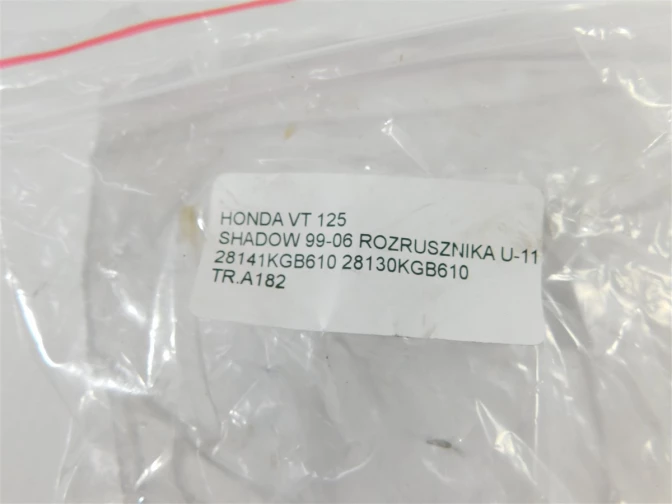 HONDA VT 125
SHADOW 99-06 ROZRUSZNIKA U-11
28141KGB610 28130KGB610
TR.A182